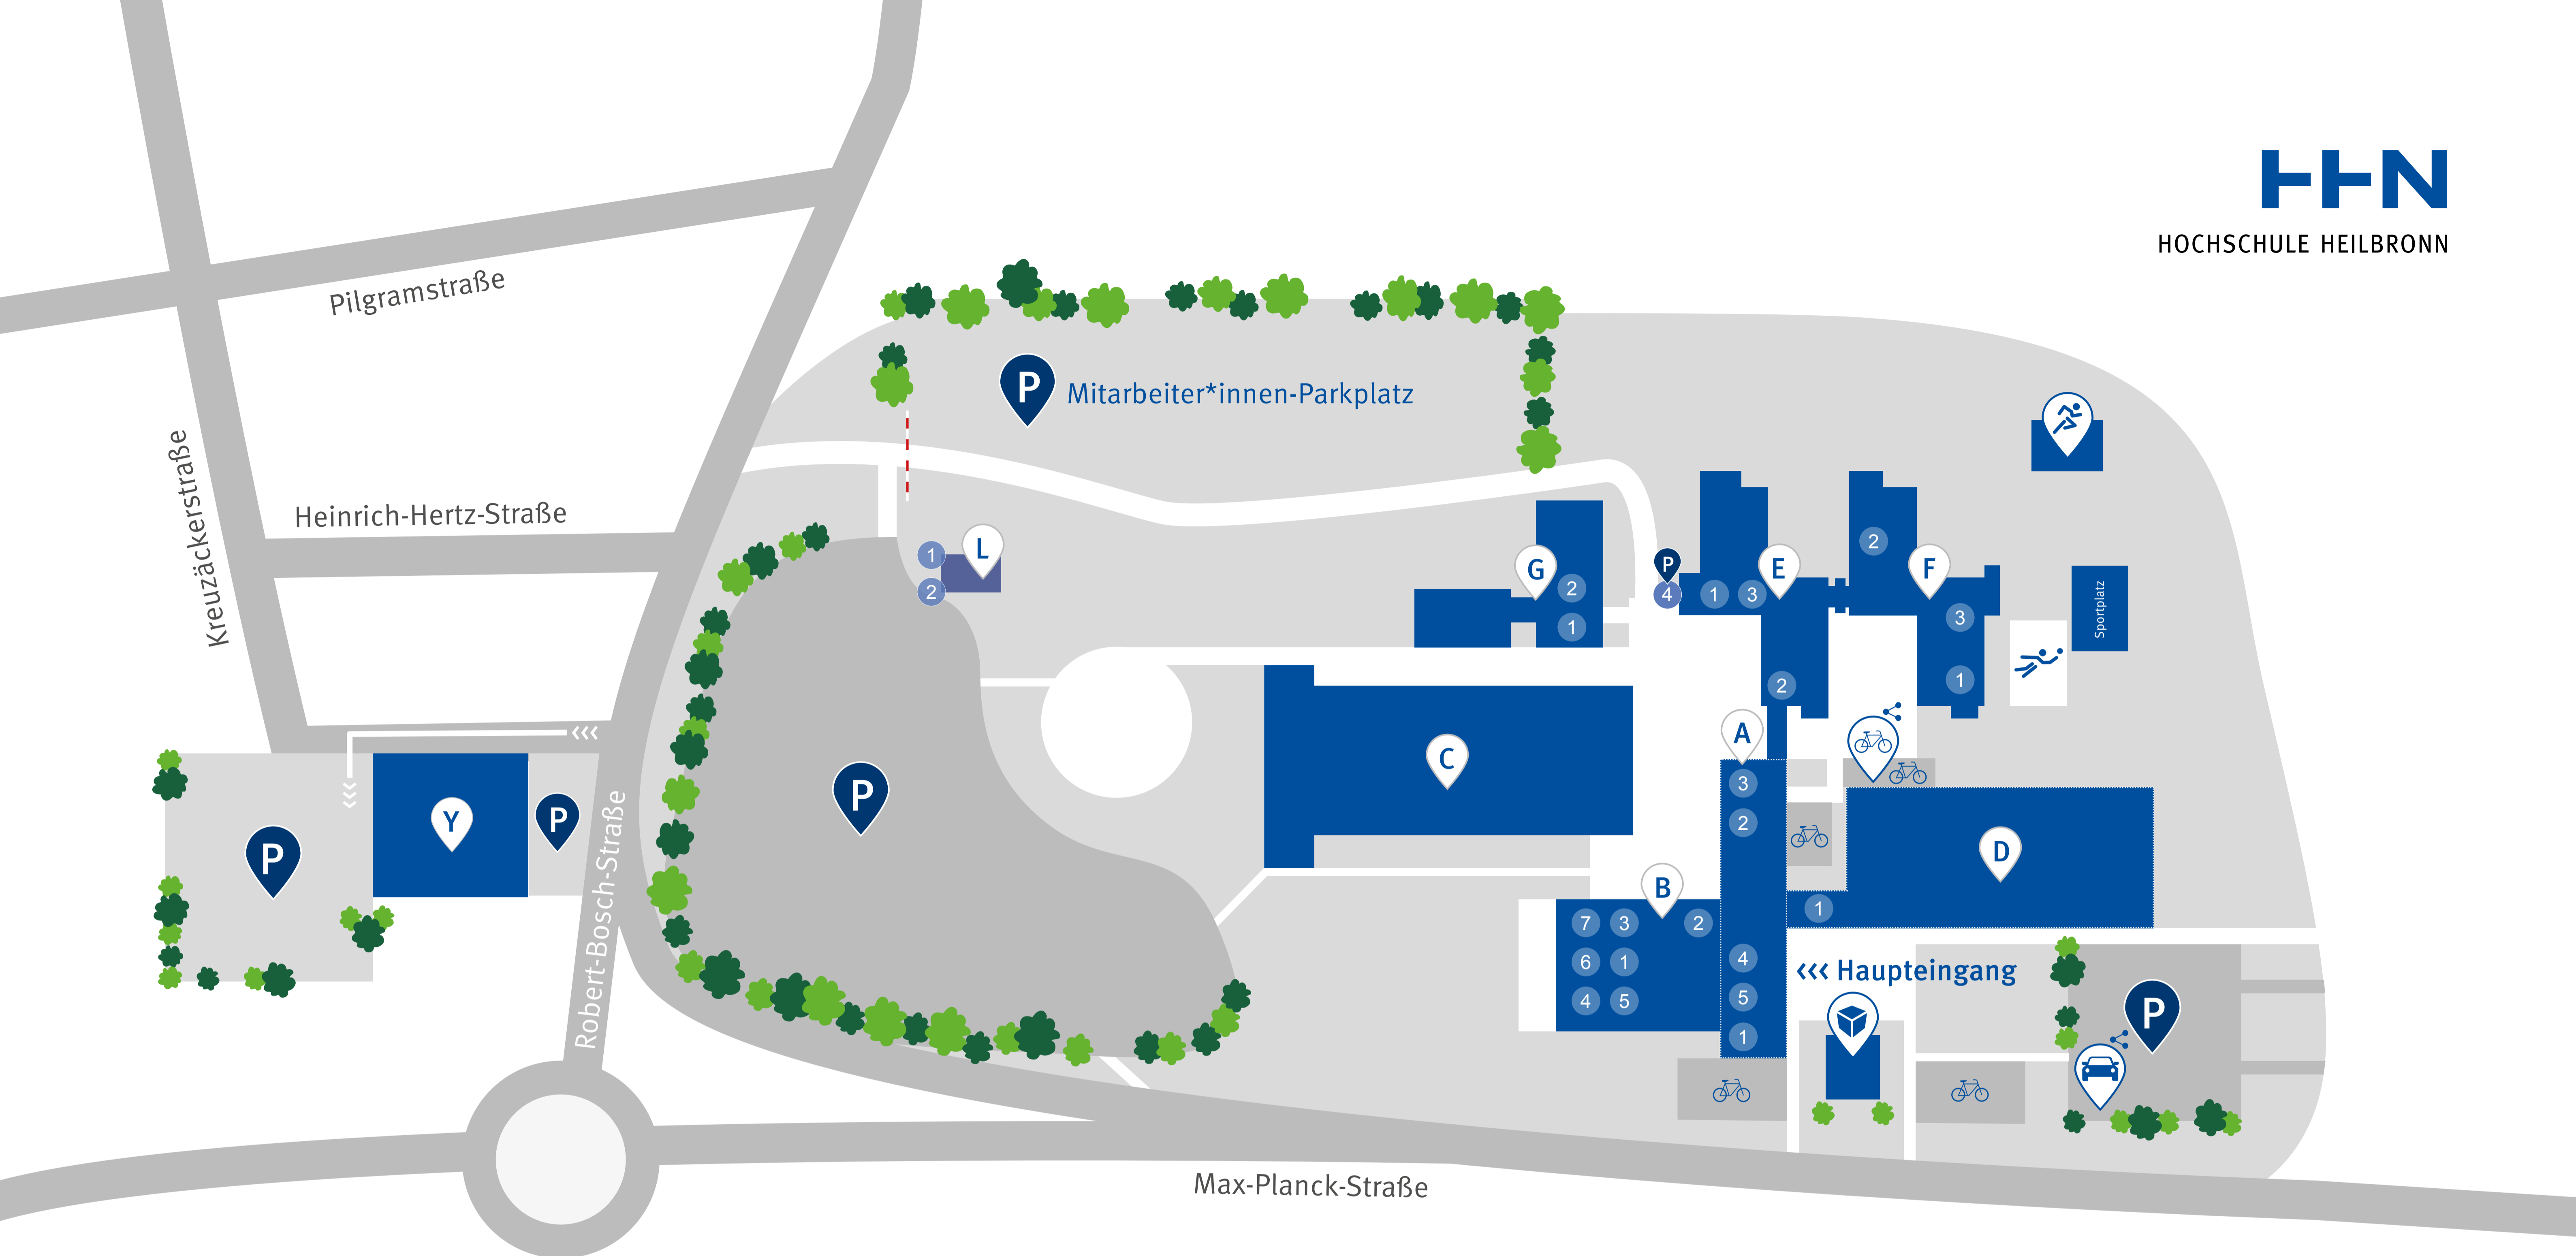 HHN
HOCHSCHULE HEILBRONN
Pilgramstraße
P Mitarbeiter*innen-Parkplatz
Kreuzäckerstraße
Heinrich-Hertz-Straße
1
L
2
G
2
1
P
4
1
3
E
2
2
F
3
1
Sportplatz
Y
P
P
Robert-Bosch-Straße
P
C
A
3
2
4
5
1
B
7 3 2
6 1
4 5
D
1
‹‹‹ Haupteingang
P
Max-Planck-Straße